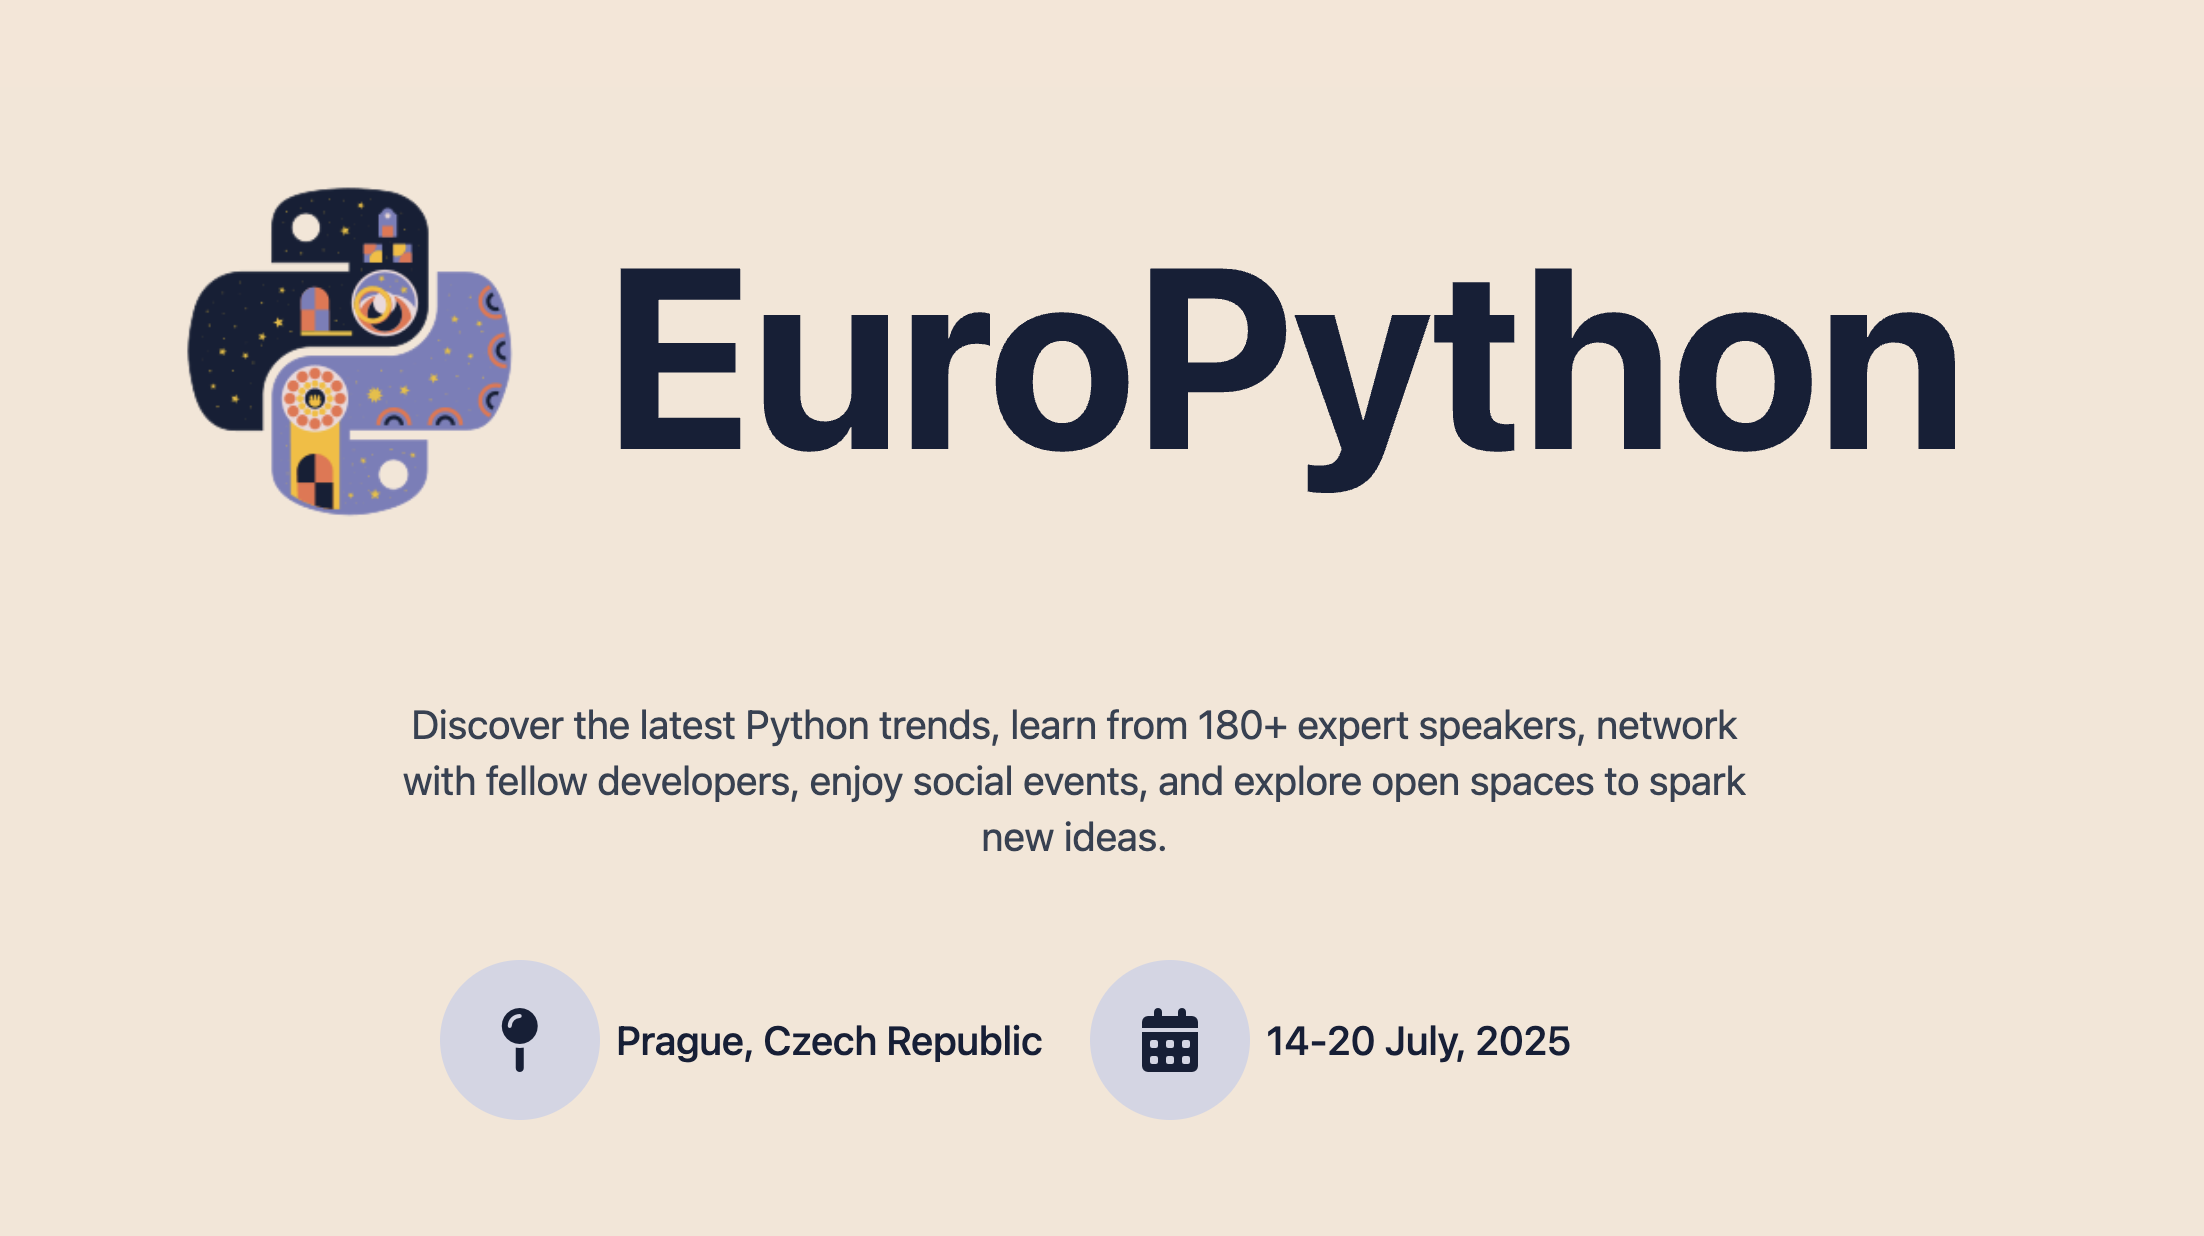 EuroPython
Discover the latest Python trends, learn from 180+ expert speakers, network
with fellow developers, enjoy social events, and explore open spaces to spark
new ideas.
Prague, Czech Republic
14-20 July, 2025